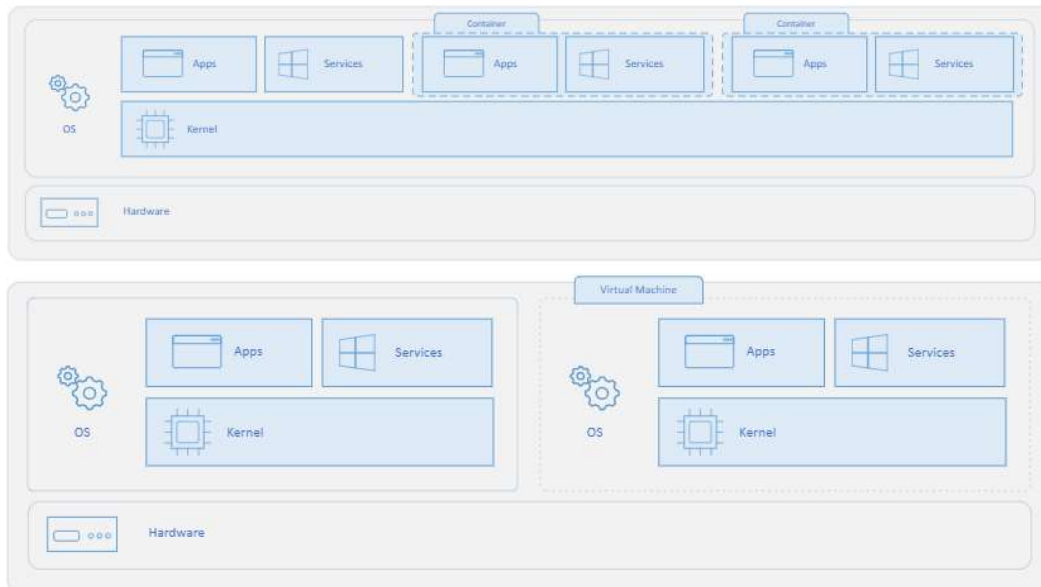 Container
Container
Apps
Services
Apps
Services
Apps
Services
OS
Kernel
Hardware
Virtual Machine
Apps
Services
Apps
Services
OS
Kernel
OS
Kernel
Hardware